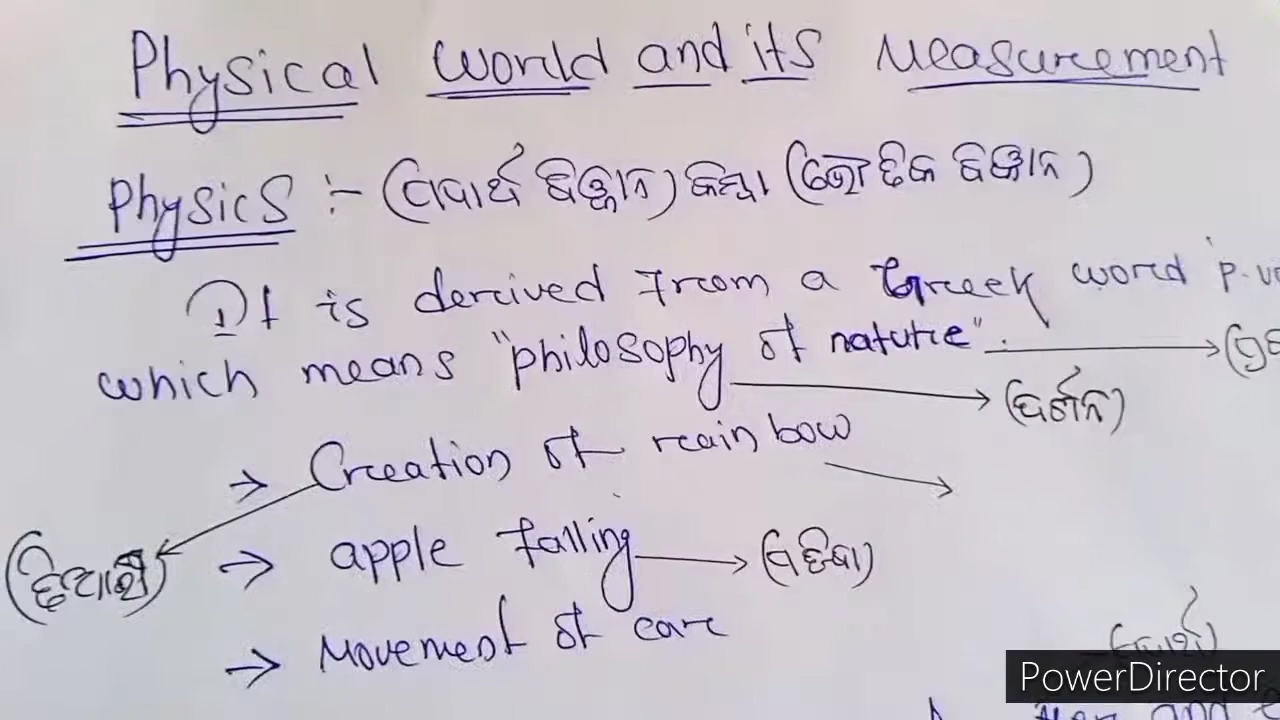 Physical World and its Measurement
Physics :- (ପଦାର୍ଥ ବିଜ୍ଞାନ) କିମ୍ବା (ଭୌତିକ ବିଜ୍ଞାନ)
It is derived from a Greek word
which means "philosophy of nature".
(ଦର୍ଶନ)
→ Creation of rainbow
→ apple falling → (ପଡିବା)
→ Movement of car
PowerDirector